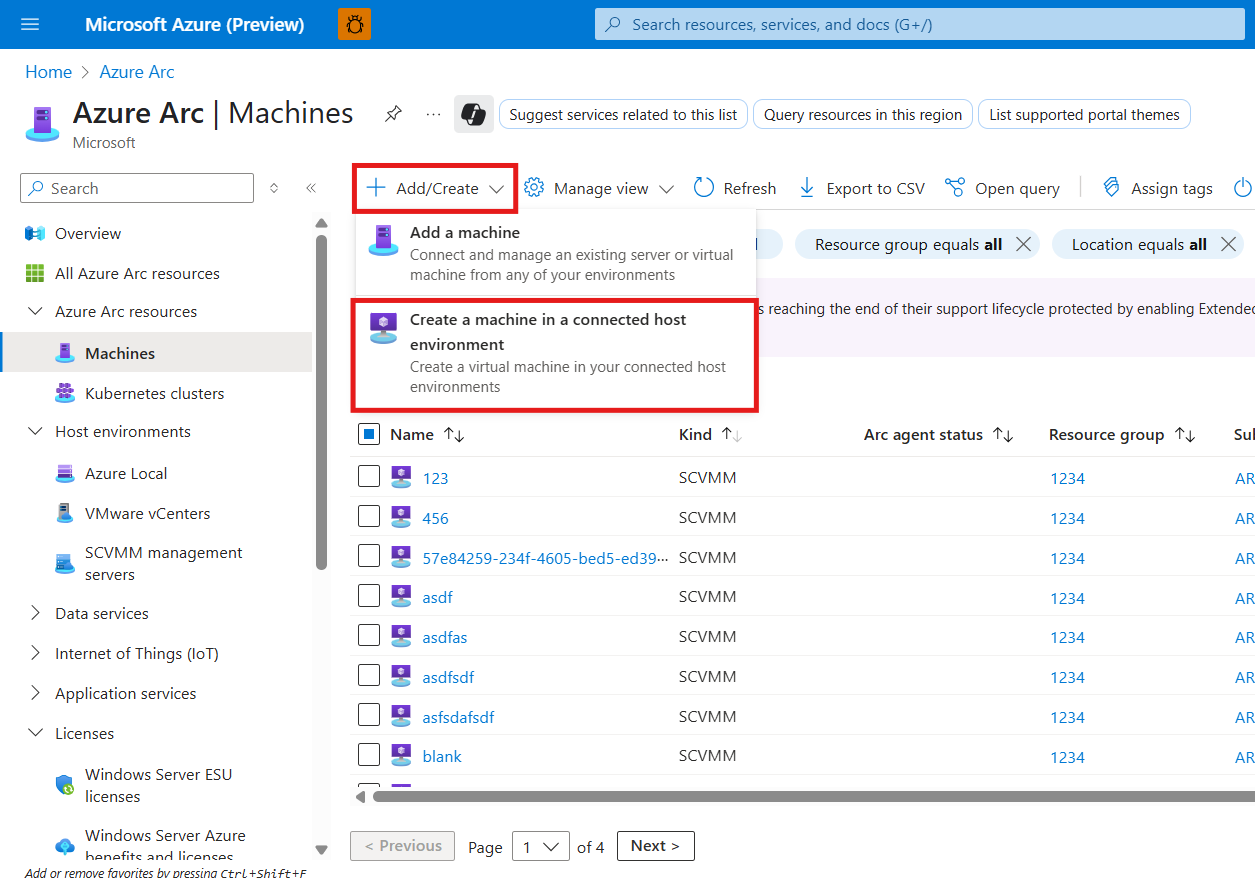 Microsoft Azure (Preview)
Search resources, services, and docs (G+/)
Home > Azure Arc
Azure Arc | Machines
Microsoft
...
Suggest services related to this list
Query resources in this region
List supported portal themes
Search
«
Overview
All Azure Arc resources
Azure Arc resources
Machines
Kubernetes clusters
Host environments
Azure Local
VMware vCenters
SCVMM management
servers
Data services
Internet of Things (IoT)
Application services
Licenses
Windows Server ESU
licenses
Windows Server Azure
benefits and licenses
Add or remove favorites by pressing Ctrl+Shift+F
+ Add/Create
Manage view
Refresh
Export to CSV
Open query
Assign tags
Add a machine
Connect and manage an existing server or virtual
machine from any of your environments
Create a machine in a connected host
environment
Create a virtual machine in your connected host
environments
Resource group equals all
Location equals all
s reaching the end of their support lifecycle protected by enabling Extended
Name ↑↓ Kind ↑↓ Arc agent status ↑↓ Resource group ↑↓ Sul
123 SCVMM 1234 AR
456 SCVMM 1234 AR
57e84259-234f-4605-bed5-ed39··· SCVMM 1234 AR
asdf SCVMM 1234 AR
asdfas SCVMM 1234 AR
asdfsdf SCVMM 1234 AR
asfsdafsdf SCVMM 1234 AR
blank SCVMM 1234 AR
< Previous Page 1 of 4 Next >